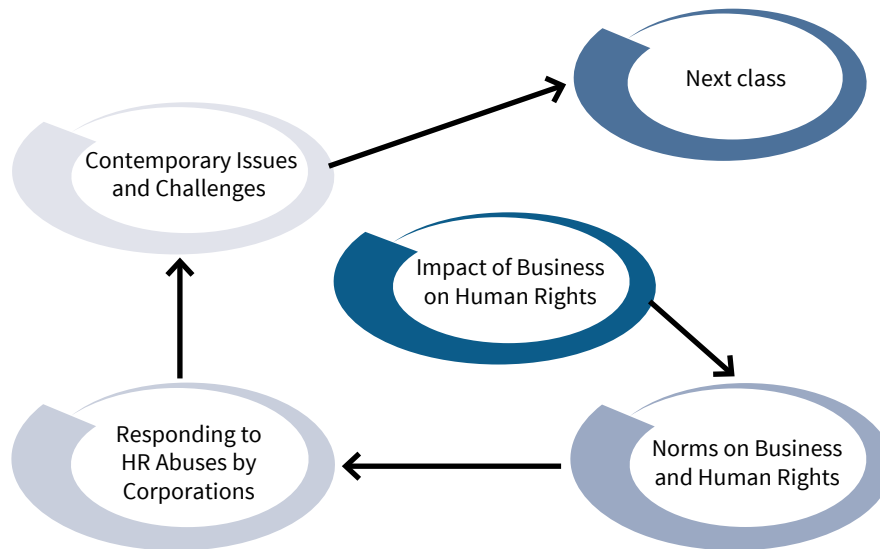 Next class
Contemporary Issues
and Challenges
Impact of Business
on Human Rights
Responding to
HR Abuses by
Corporations
Norms on Business
and Human Rights